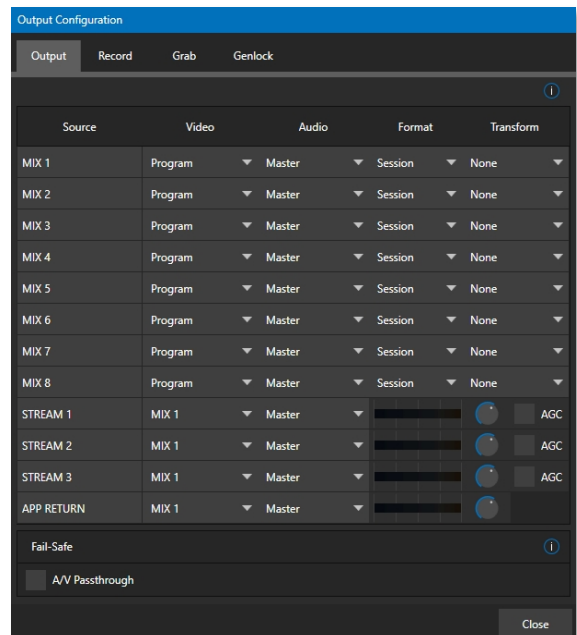 Output Configuration
Output Record Grab Genlock
Source Video Audio Format Transform
MIX 1 Program Master Session None
MIX 2 Program Master Session None
MIX 3 Program Master Session None
MIX 4 Program Master Session None
MIX 5 Program Master Session None
MIX 6 Program Master Session None
MIX 7 Program Master Session None
MIX 8 Program Master Session None
STREAM 1 MIX 1 Master AGC
STREAM 2 MIX 1 Master AGC
STREAM 3 MIX 1 Master AGC
APP RETURN MIX 1 Master
Fail-Safe
A/V Passthrough
Close